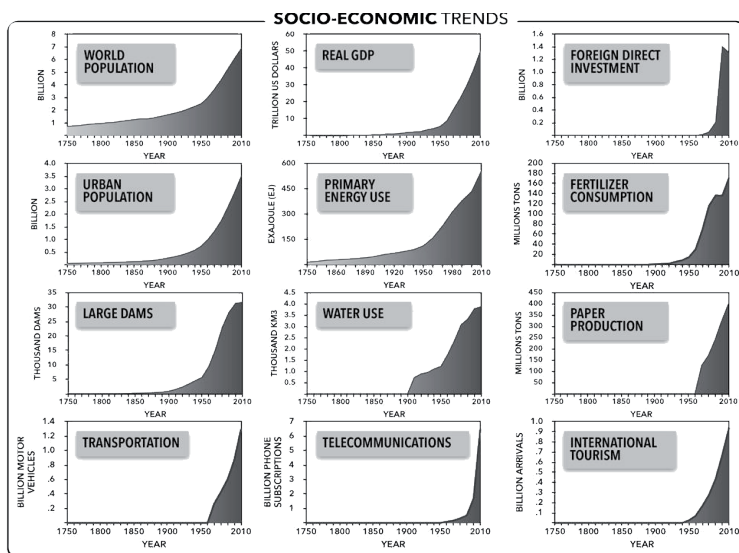 SOCIO-ECONOMIC TRENDS
8
7
6
5
4
3
2
1
BILLION
WORLD
POPULATION
1750 1800 1850 1900 1950 2010
YEAR
60
50
40
30
20
10
TRILLION US DOLLARS
REAL GDP
1750 1800 1850 1900 1950 2010
YEAR
1.6
1.4
1.2
1.0
0.8
0.6
0.4
0.2
BILLION
FOREIGN DIRECT
INVESTMENT
1750 1800 1850 1900 1950 2010
YEAR
4.0
3.5
3.0
2.5
2.0
1.5
1.0
0.5
BILLION
URBAN
POPULATION
1750 1800 1850 1900 1950 2010
YEAR
600
450
300
150
EXAJOULE (EJ)
PRIMARY
ENERGY USE
1750 1860 1890 1920 1950 1980 2010
YEAR
200
180
160
140
120
100
80
60
40
20
MILLIONS TONS
FERTILIZER
CONSUMPTION
1750 1800 1850 1900 1950 2010
YEAR
35
30
25
20
15
10
5
THOUSAND DAMS
LARGE DAMS
1750 1800 1850 1900 1950 2010
YEAR
4.5
4.0
3.5
3.0
2.5
2.0
1.5
1.0
0.5
THOUSAND KM3
WATER USE
1750 1800 1850 1900 1950 2010
YEAR
450
400
350
300
250
200
150
100
50
MILLIONS TONS
PAPER
PRODUCTION
1750 1800 1850 1900 1950 2010
YEAR
1.4
1.2
1.0
.8
.6
.4
.2
BILLION MOTOR
VEHICLES
TRANSPORTATION
1750 1800 1850 1900 1950 2010
YEAR
7
6
5
4
3
2
1
BILLION PHONE
SUBSCRIPTIONS
TELECOMMUNICATIONS
1750 1800 1850 1900 1950 2010
YEAR
1.0
.9
.8
.7
.6
.5
.4
.3
.2
.1
BILLION ARRIVALS
INTERNATIONAL
TOURISM
1750 1800 1850 1900 1950 2010
YEAR